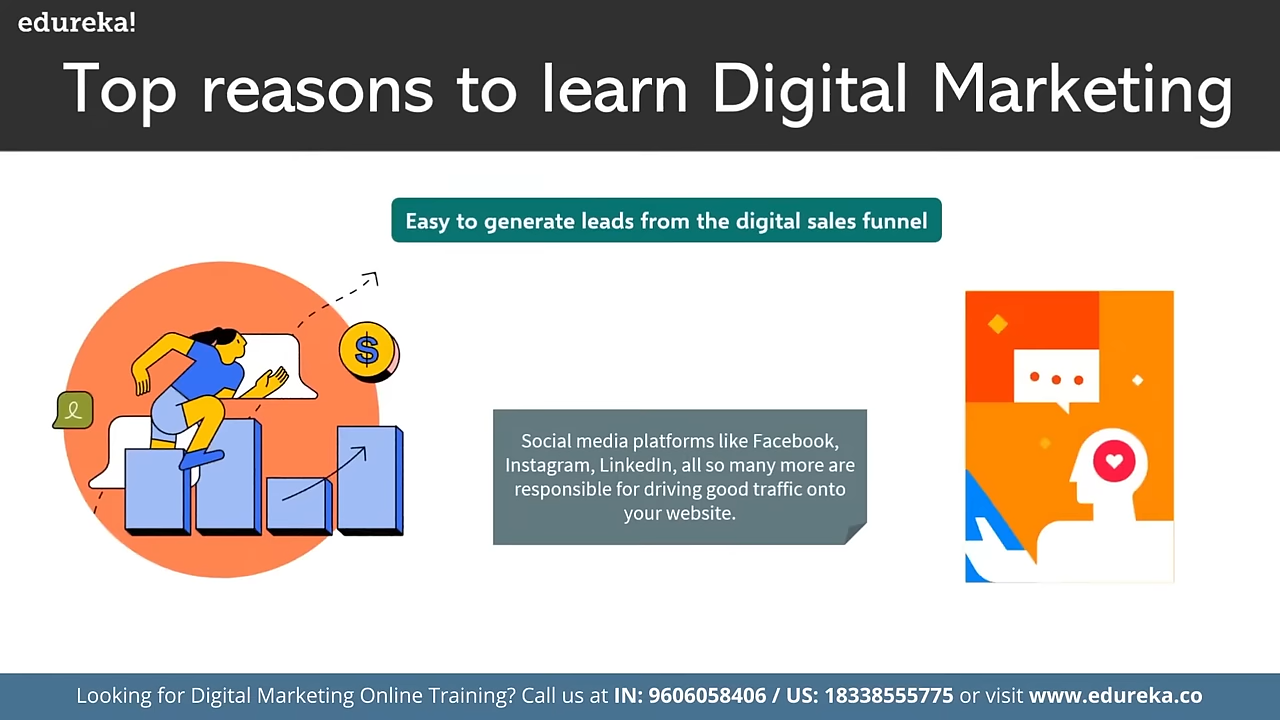 edureka!
Top reasons to learn Digital Marketing
Easy to generate leads from the digital sales funnel
$
Social media platforms like Facebook,
Instagram, LinkedIn, all so many more are
responsible for driving good traffic onto
your website.
Looking for Digital Marketing Online Training? Call us at IN: 9606058406 / US: 18338555775 or visit www.edureka.co